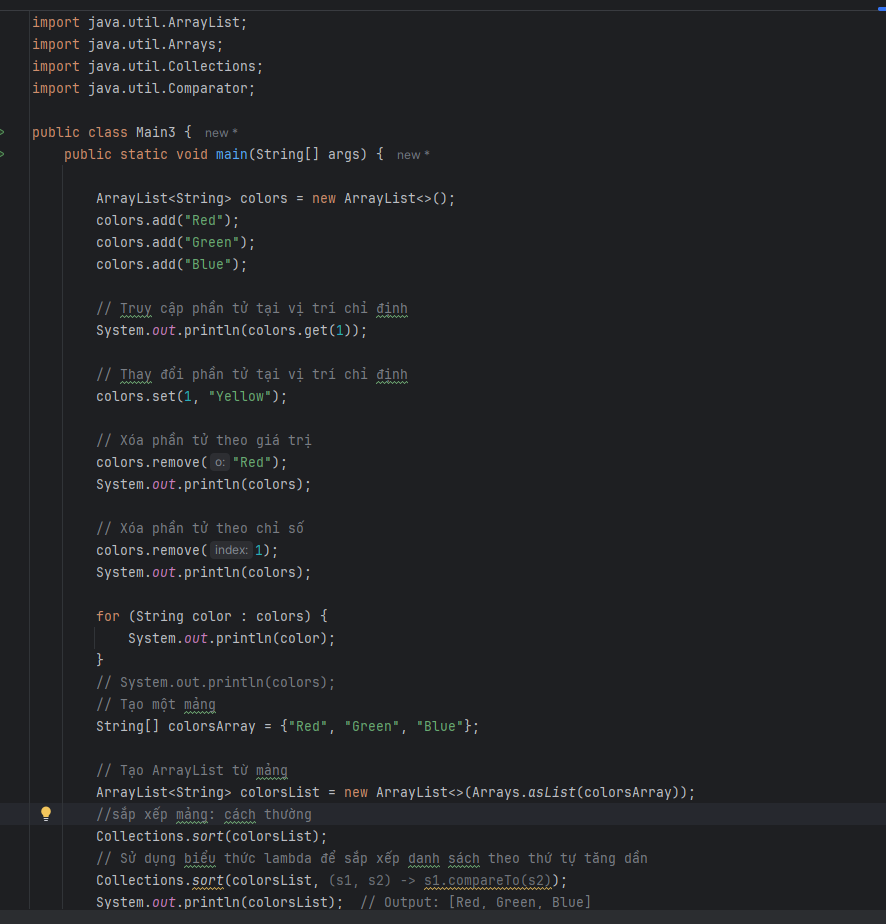 import java.util.ArrayList;
import java.util.Arrays;
import java.util.Collections;
import java.util.Comparator;
public class Main3 { new *
public static void main(String[] args) { new *
ArrayList<String> colors = new ArrayList<>();
colors.add("Red");
colors.add("Green");
colors.add("Blue");
// Truy cập phần tử tại vị trí chỉ định
System.out.println(colors.get(1));
// Thay đổi phần tử tại vị trí chỉ định
colors.set(1, "Yellow");
// Xóa phần tử theo giá trị
colors.remove( o: "Red");
System.out.println(colors);
// Xóa phần tử theo chỉ số
colors.remove( index: 1);
System.out.println(colors);
for (String color : colors) {
System.out.println(color);
}
// System.out.println(colors);
// Tạo một mảng
String[] colorsArray = {"Red", "Green", "Blue"};
// Tạo ArrayList từ mảng
ArrayList<String> colorsList = new ArrayList<>(Arrays.asList(colorsArray));
//sắp xếp mảng: cách thường
Collections.sort(colorsList);
// Sử dụng biểu thức lambda để sắp xếp danh sách theo thứ tự tăng dần
Collections.sort(colorsList, (s1, s2) -> s1.compareTo(s2));
System.out.println(colorsList);  // Output: [Red, Green, Blue]